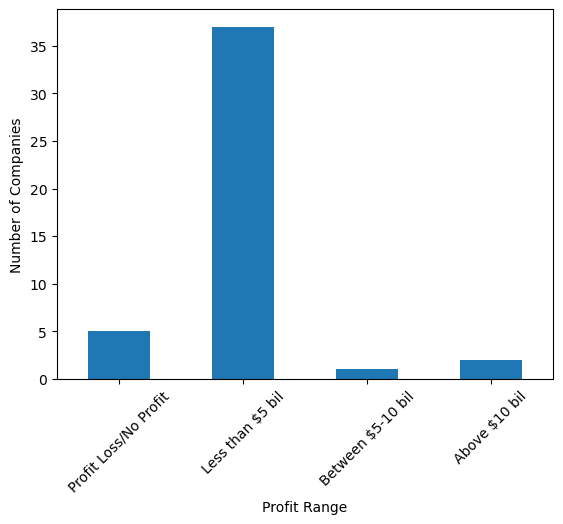 35
30
25
20
15
10
5
0
Number of Companies
Profit Loss/No Profit
Less than $5 bil
Between $5-10 bil
Above $10 bil
Profit Range